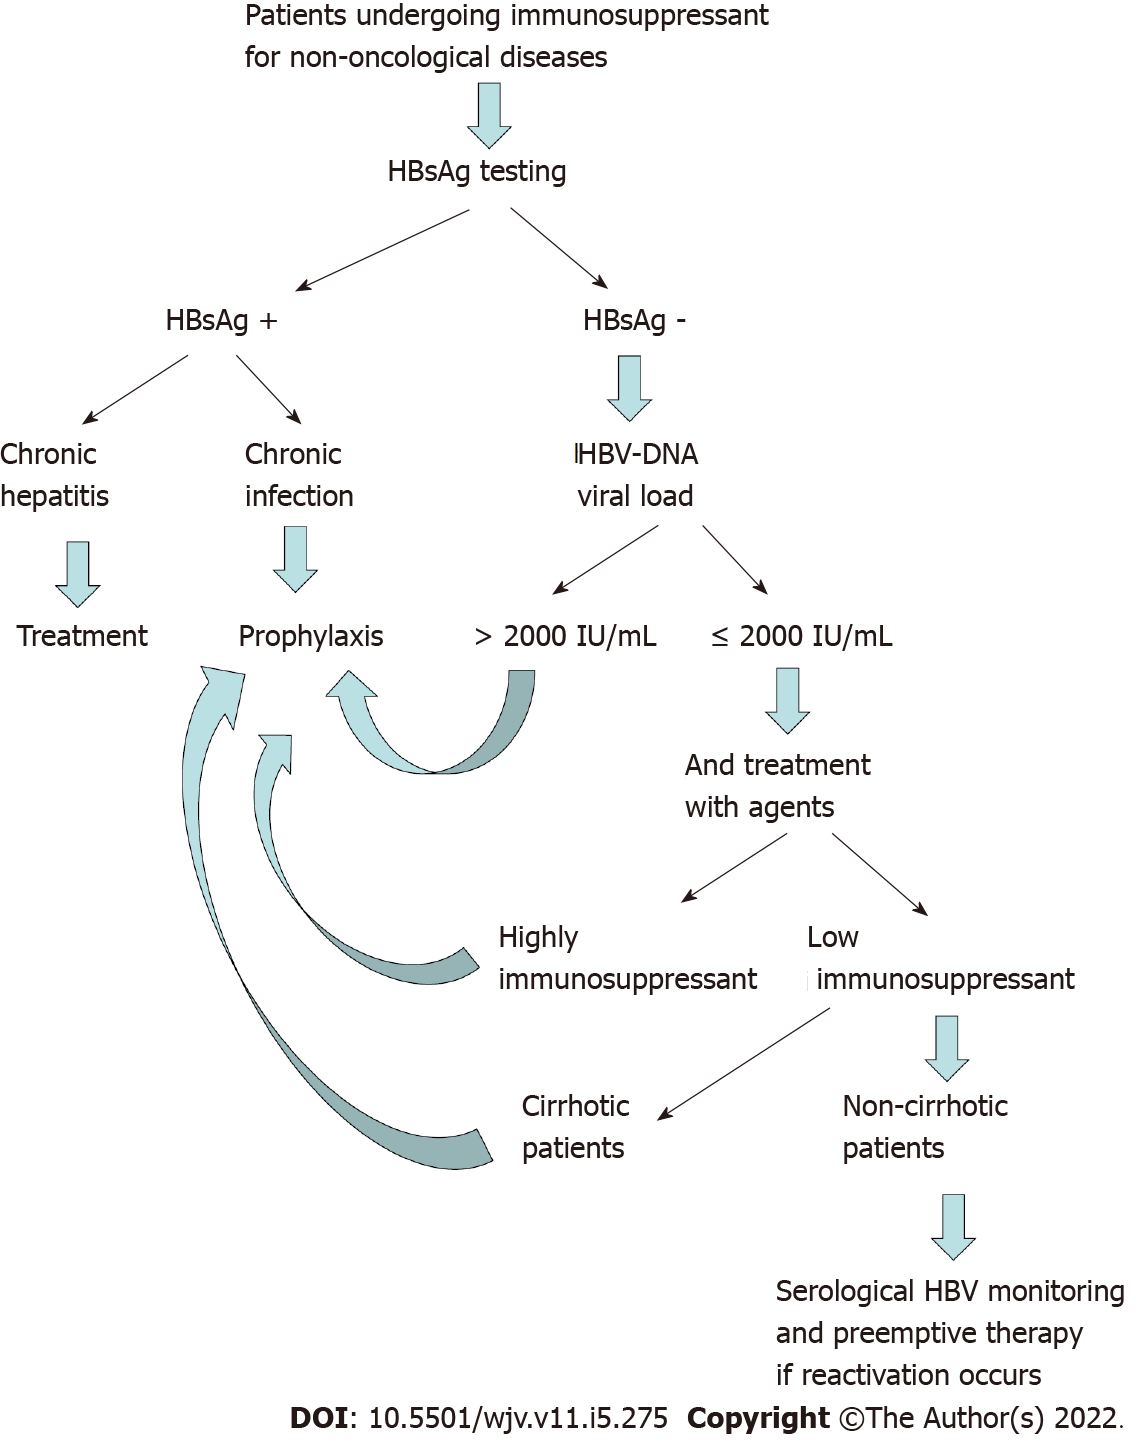 Patients undergoing immunosuppressant
for non-oncological diseases
HBsAg testing
HBsAg +
HBsAg -
Chronic
hepatitis
Chronic
infection
HBV-DNA
viral load
Treatment
Prophylaxis
> 2000 IU/mL
≤ 2000 IU/mL
And treatment
with agents
Highly
immunosuppressant
Low
immunosuppressant
Cirrhotic
patients
Non-cirrhotic
patients
Serological HBV monitoring
and preemptive therapy
if reactivation occurs
DOI: 10.5501/wjv.v11.i5.275 Copyright ©The Author(s) 2022.